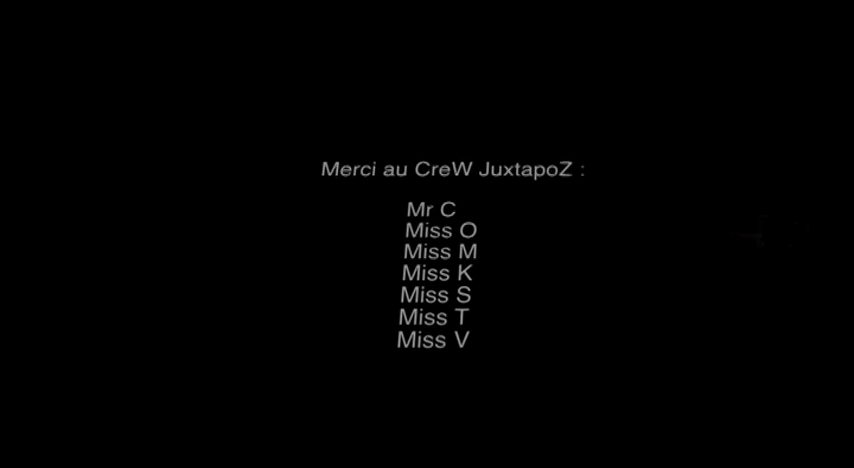 Merci au CreW JuxtapoZ :
Mr C
Miss O
Miss M
Miss K
Miss S
Miss T
Miss V